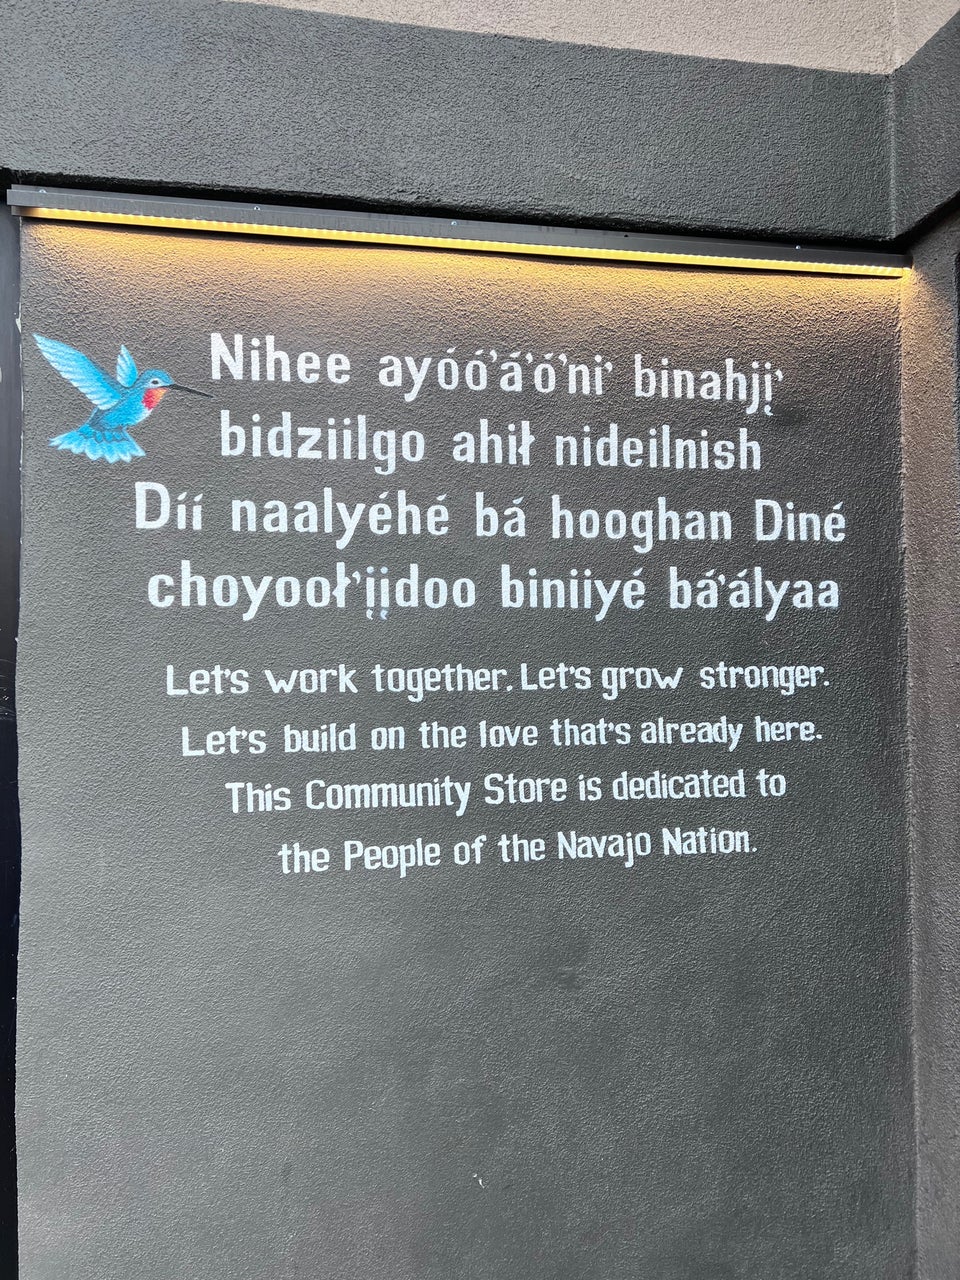 Nihee ayóó'á'ó'ni' binahjį'
bidziilgo ahił nideilnish
Díí naalyéhé bá hooghan Diné
choyooł'įįdoo biniiyé bá'ályaa
Let's work together. Let's grow stronger.
Let's build on the love that's already here.
This Community Store is dedicated to
the People of the Navajo Nation.